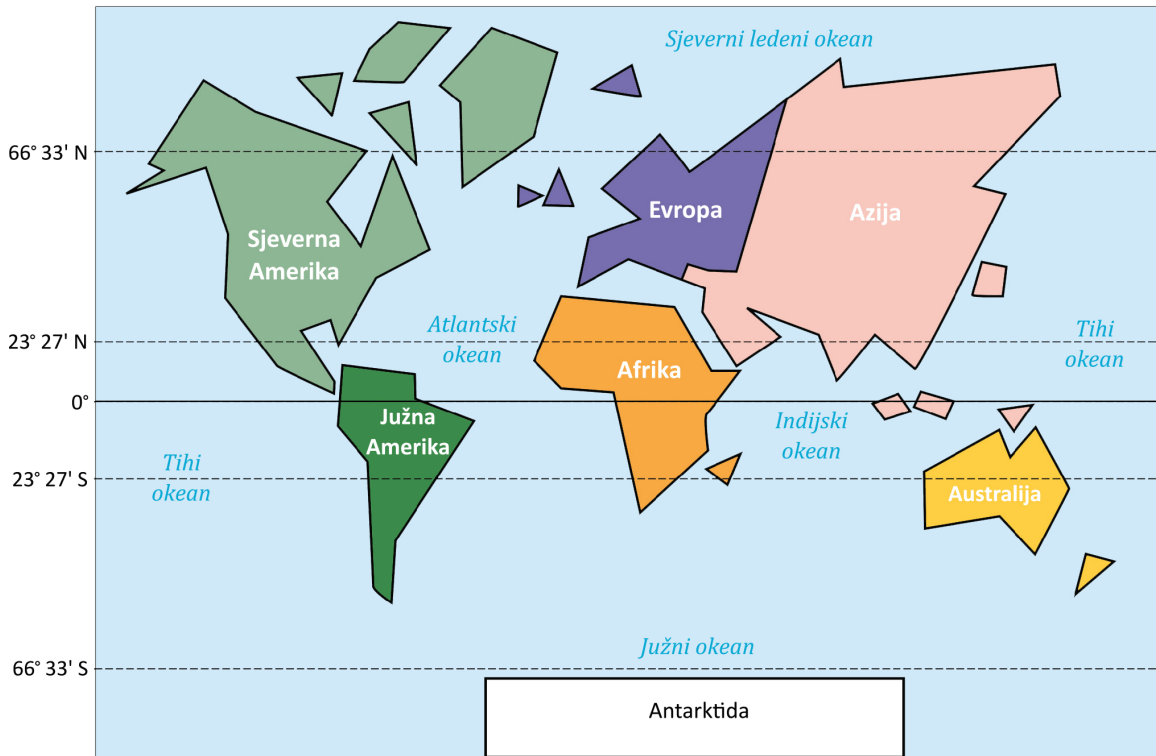 Sjeverni ledeni okean
66° 33' N
Evropa
Azija
Sjeverna
Amerika
Atlantski
okean
Tihi
okean
23° 27' N
Afrika
0°
Južna
Amerika
Indijski
okean
Tihi
okean
23° 27' S
Australija
Južni okean
66° 33' S
Antarktida